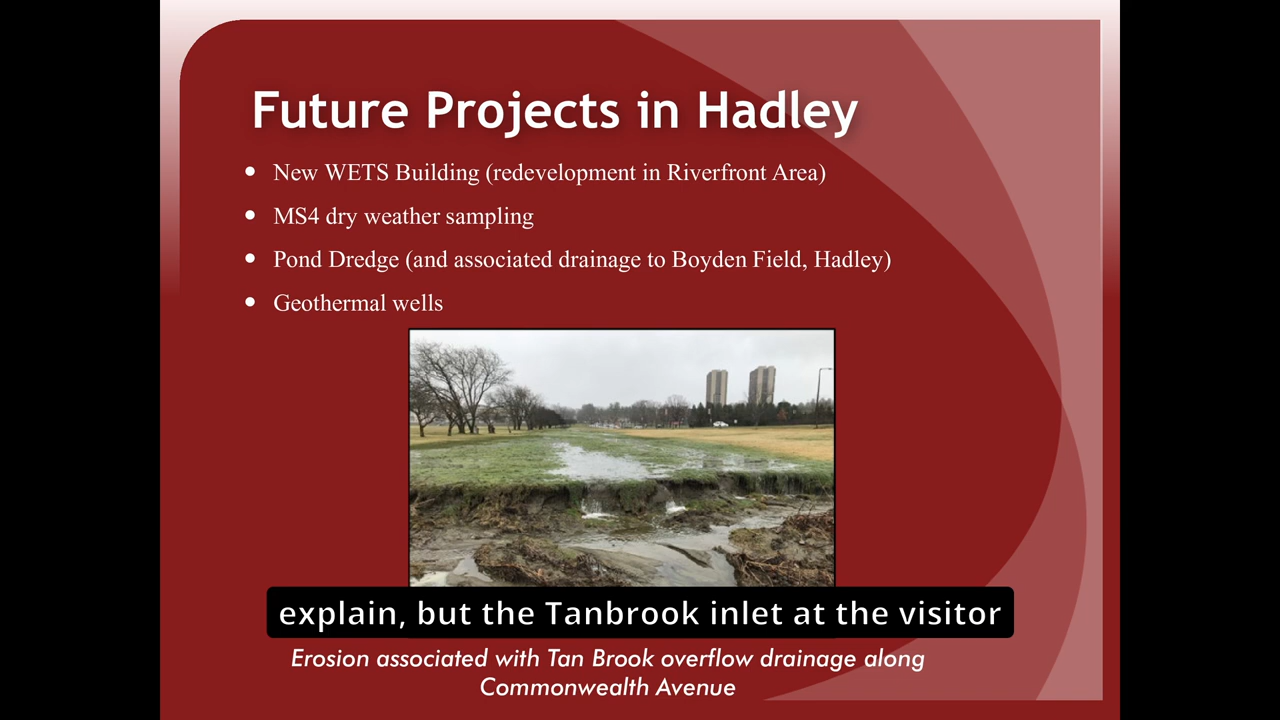 Future Projects in Hadley
• New WETS Building (redevelopment in Riverfront Area)
• MS4 dry weather sampling
• Pond Dredge (and associated drainage to Boyden Field, Hadley)
• Geothermal wells
explain, but the Tanbrook inlet at the visitor
Erosion associated with Tan Brook overflow drainage along
Commonwealth Avenue